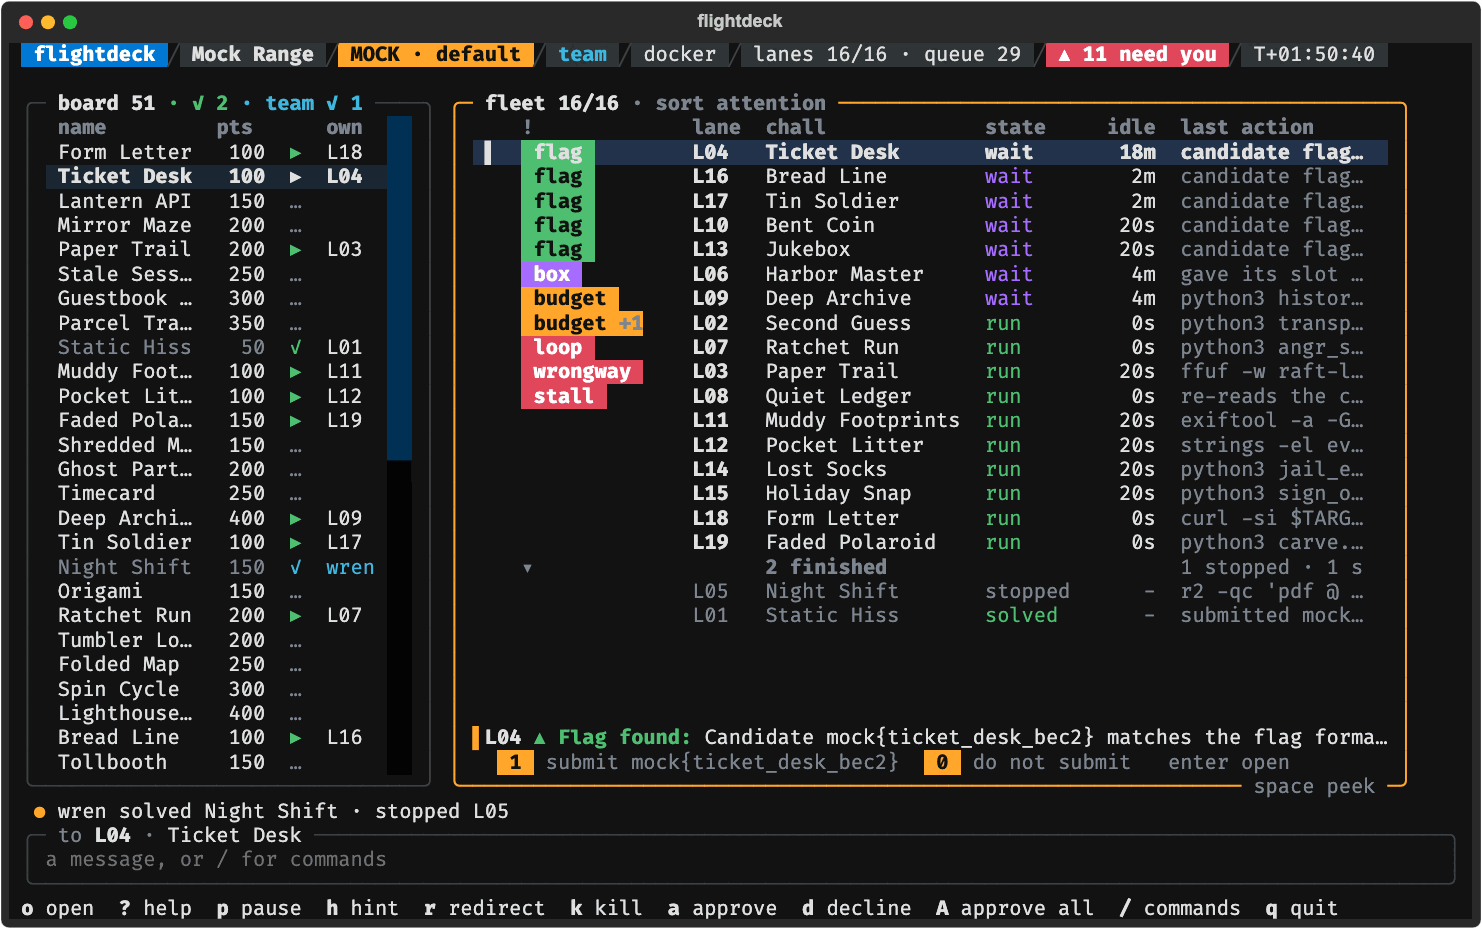 flightdeck
flightdeck / Mock Range / MOCK · default / team / docker / lanes 16/16 · queue 29 / ▲ 11 need you / T+01:50:40
board 51 · √ 2 · team √ 1
name pts own
Form Letter 100 ▶ L18
Ticket Desk 100 ▶ L04
Lantern API 150 …
Mirror Maze 200 …
Paper Trail 200 ▶ L03
Stale Sess… 250 …
Guestbook … 300 …
Parcel Tra… 350 …
Static Hiss 50 √ L01
Muddy Foot… 100 ▶ L11
Pocket Lit… 100 ▶ L12
Faded Pola… 150 ▶ L19
Shredded M… 150 …
Ghost Part… 200 …
Timecard 250 …
Deep Archi… 400 ▶ L09
Tin Soldier 100 ▶ L17
Night Shift 150 √ wren
Origami 150 …
Ratchet Run 200 ▶ L07
Tumbler Lo… 200 …
Folded Map 250 …
Spin Cycle 300 …
Lighthouse… 400 …
Bread Line 100 ▶ L16
Tollbooth 150 …
fleet 16/16 · sort attention
! lane chall state idle last action
flag L04 Ticket Desk wait 18m candidate flag…
flag L16 Bread Line wait 2m candidate flag…
flag L17 Tin Soldier wait 2m candidate flag…
flag L10 Bent Coin wait 20s candidate flag…
flag L13 Jukebox wait 20s candidate flag…
box L06 Harbor Master wait 4m gave its slot …
budget L09 Deep Archive wait 4m python3 histor…
budget +1 L02 Second Guess run 0s python3 transp…
loop L07 Ratchet Run run 0s python3 angr_s…
wrongway L03 Paper Trail run 20s ffuf -w raft-l…
stall L08 Quiet Ledger run 0s re-reads the c…
L11 Muddy Footprints run 20s exiftool -a -G…
L12 Pocket Litter run 20s strings -el ev…
L14 Lost Socks run 20s python3 jail_e…
L15 Holiday Snap run 20s python3 sign_o…
L18 Form Letter run 0s curl -si $TARG…
L19 Faded Polaroid run 0s python3 carve.…
▼ 2 finished 1 stopped · 1 s
L05 Night Shift stopped - r2 -qc 'pdf @ …
L01 Static Hiss solved - submitted mock…
L04 ▲ Flag found: Candidate mock{ticket_desk_bec2} matches the flag forma…
1 submit mock{ticket_desk_bec2} 0 do not submit enter open
space peek
● wren solved Night Shift · stopped L05
to L04 · Ticket Desk
a message, or / for commands
o open ? help p pause h hint r redirect k kill a approve d decline A approve all / commands q quit